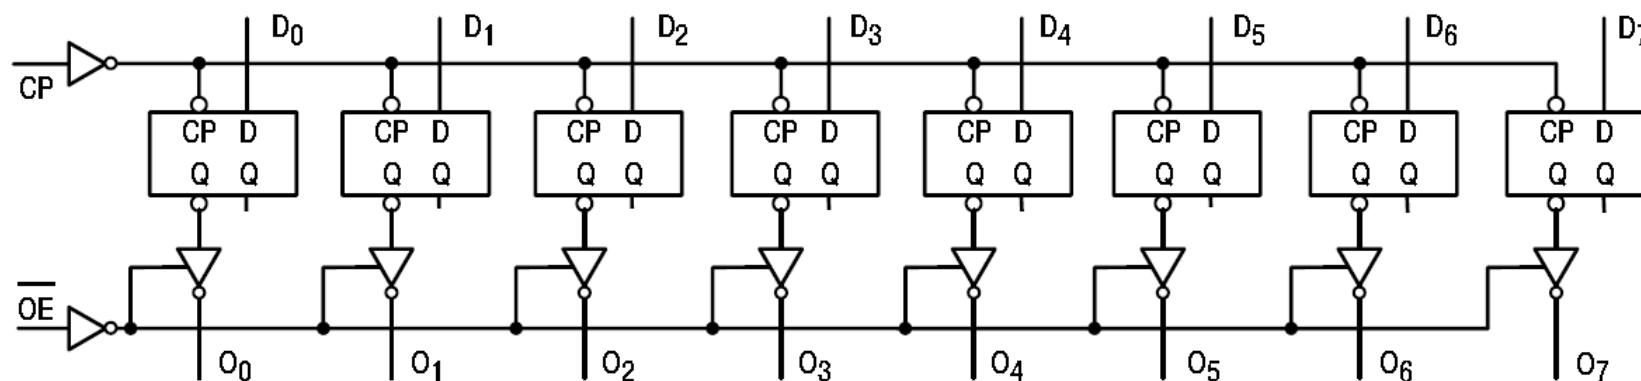 D₀ D₁ D₂ D₃ D₄ D₅ D₆ D₇
CP
CP D CP D CP D CP D CP D CP D CP D CP D
Q Q Q Q Q Q Q Q Q Q Q Q Q Q Q Q
O̅E̅
O₀ O₁ O₂ O₃ O₄ O₅ O₆ O₇